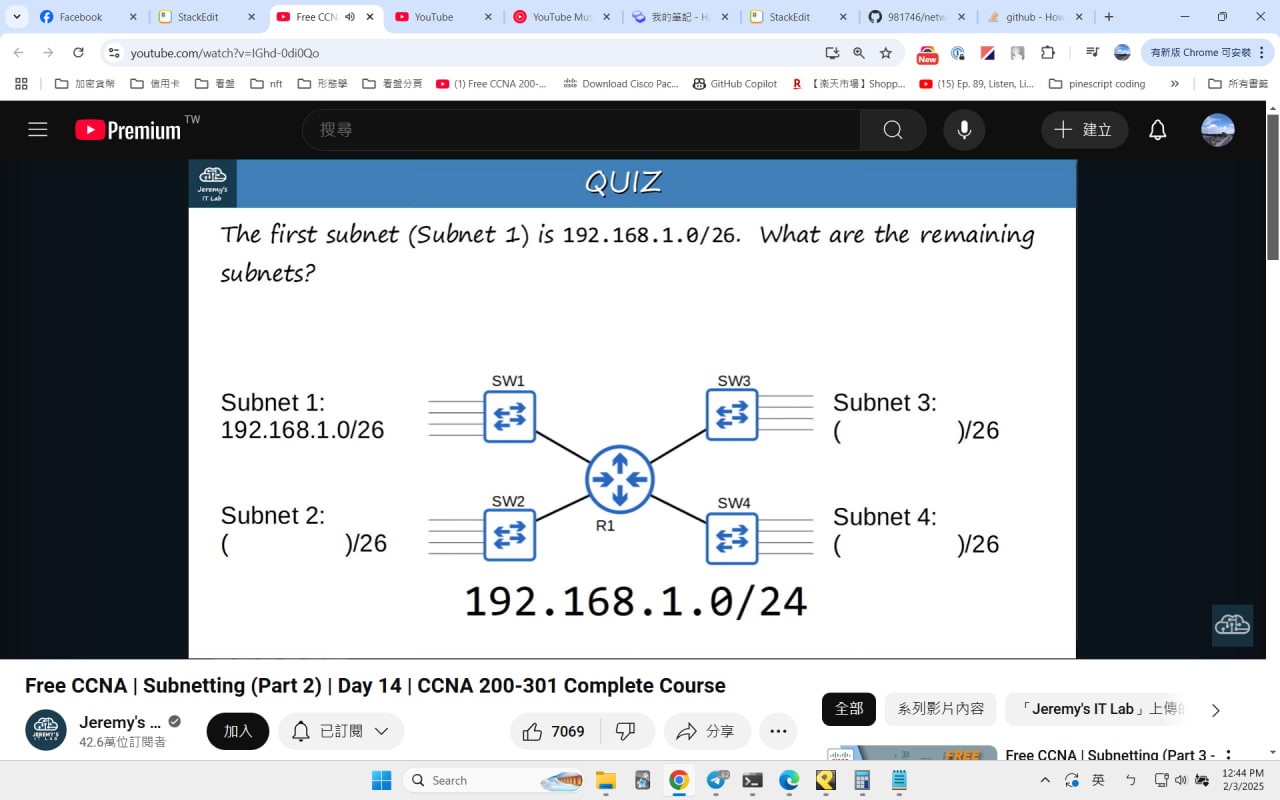 Facebook
StackEdit
Free CCN
YouTube
YouTube Mus
我的筆記 - Ha
StackEdit
981746/netw
github - How
youtube.com/watch?v=IGhd-0di0Qo
New
有新版 Chrome 可安裝
加密貨幣
信用卡
看盤
nft
形態學
看盤分頁
(1) Free CCNA 200-...
Download Cisco Pac...
GitHub Copilot
【楽天市場】Shopp...
(15) Ep. 89, Listen, Li...
pinescript coding
»
所有書籤
Premium TW
搜尋
建立
Jeremy's
IT Lab
QUIZ
The first subnet (Subnet 1) is 192.168.1.0/26. What are the remaining
subnets?
SW1
SW3
Subnet 1:
192.168.1.0/26
Subnet 3:
( )/26
SW2
SW4
R1
Subnet 2:
( )/26
Subnet 4:
( )/26
192.168.1.0/24
Free CCNA | Subnetting (Part 2) | Day 14 | CCNA 200-301 Complete Course
Jeremy's ...
42.6萬位訂閱者
加入
已訂閱
7069
分享
全部
系列影片內容
「Jeremy's IT Lab」上傳的
Free CCNA | Subnetting (Part 3 -
FREE
Search
英
12:44 PM
2/3/2025